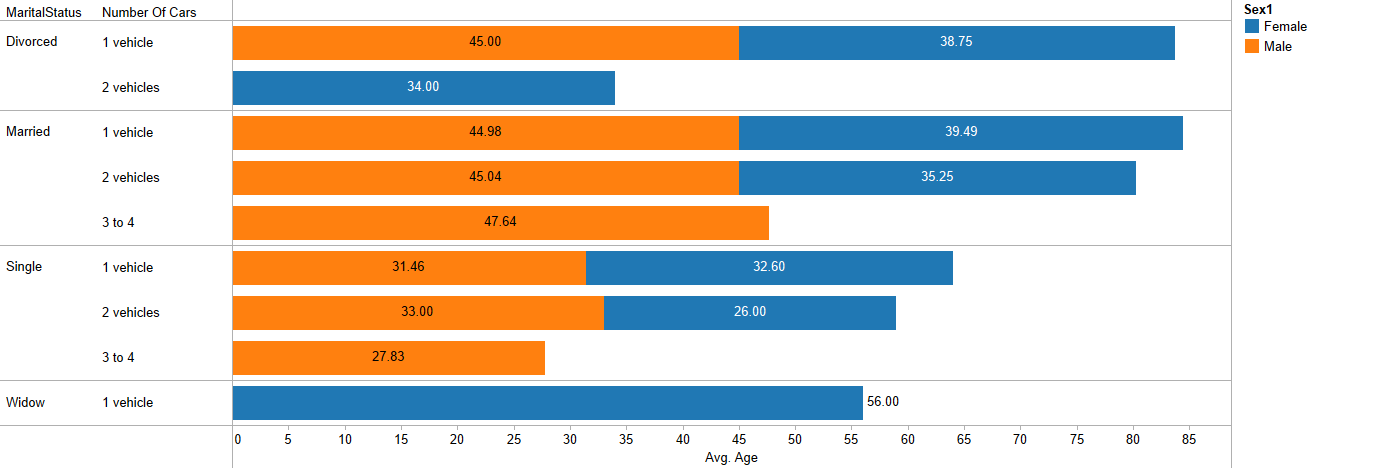 MaritalStatus Number Of Cars
Sex1
Female
Male
Divorced 1 vehicle 45.00 38.75
2 vehicles 34.00
Married 1 vehicle 44.98 39.49
2 vehicles 45.04 35.25
3 to 4 47.64
Single 1 vehicle 31.46 32.60
2 vehicles 33.00 26.00
3 to 4 27.83
Widow 1 vehicle 56.00
0 5 10 15 20 25 30 35 40 45 50 55 60 65 70 75 80 85
Avg. Age